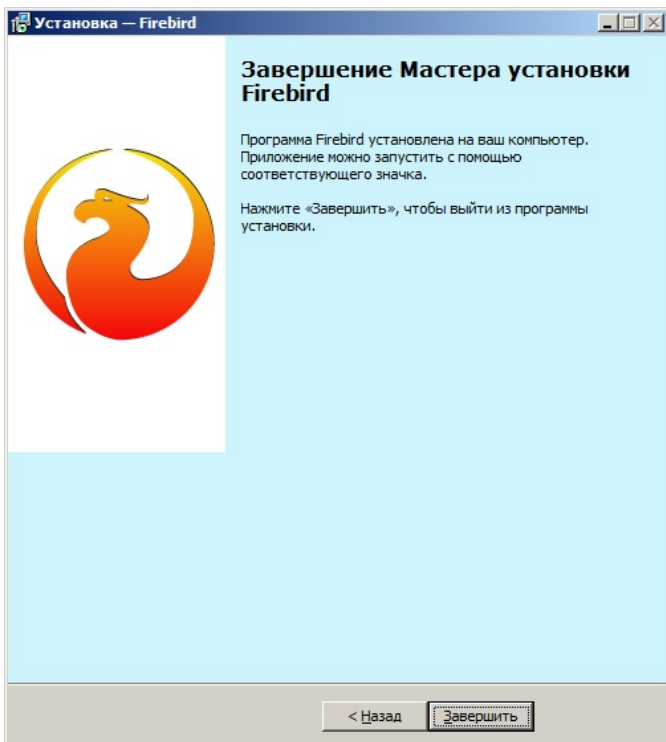 Установка — Firebird
Завершение Мастера установки
Firebird
Программа Firebird установлена на ваш компьютер.
Приложение можно запустить с помощью
соответствующего значка.
Нажмите «Завершить», чтобы выйти из программы
установки.
< Назад
Завершить